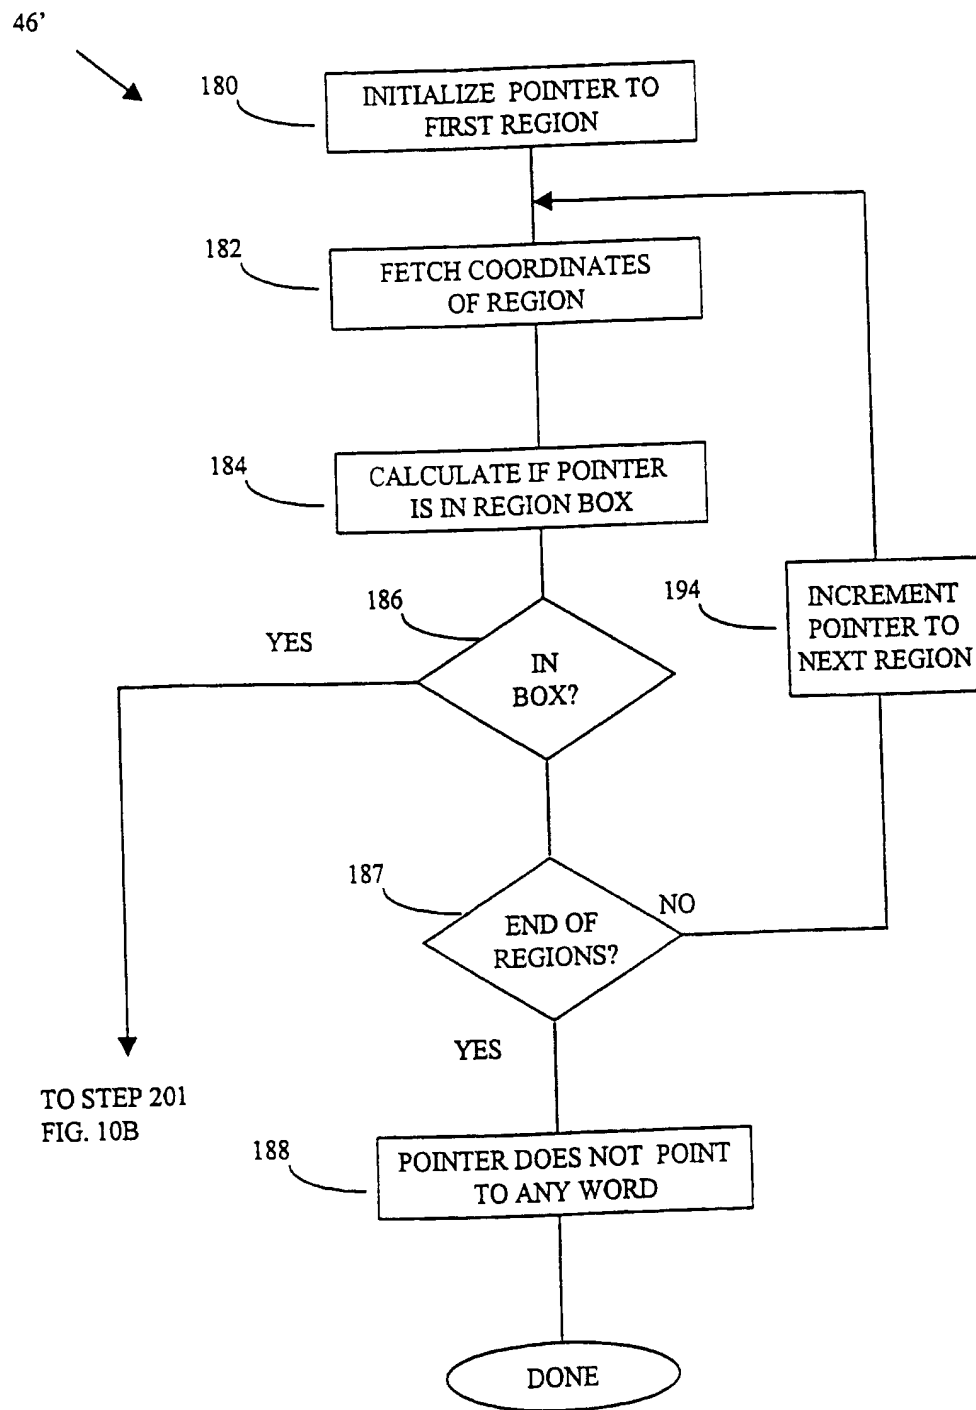 46'
180
INITIALIZE POINTER TO
FIRST REGION
182
FETCH COORDINATES
OF REGION
184
CALCULATE IF POINTER
IS IN REGION BOX
186
YES
IN
BOX?
194
INCREMENT
POINTER TO
NEXT REGION
187
END OF
REGIONS?
NO
YES
TO STEP 201
FIG. 10B
188
POINTER DOES NOT POINT
TO ANY WORD
DONE